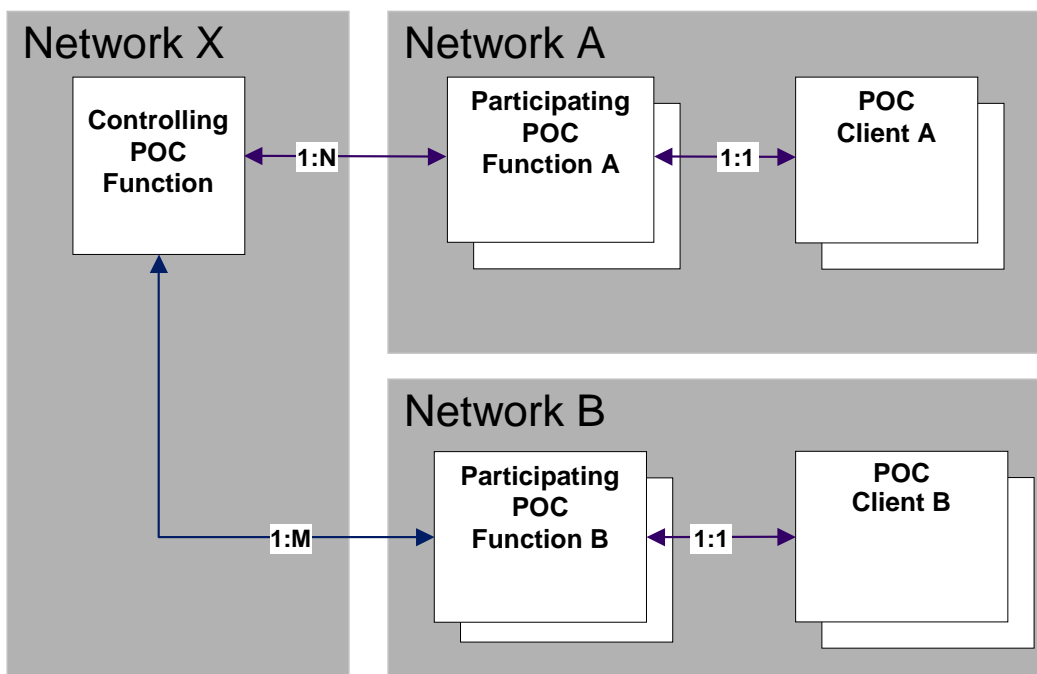 Network X
Controlling
POC
Function
1:N
Network A
Participating
POC
Function A
1:1
POC
Client A
1:M
Network B
Participating
POC
Function B
1:1
POC
Client B